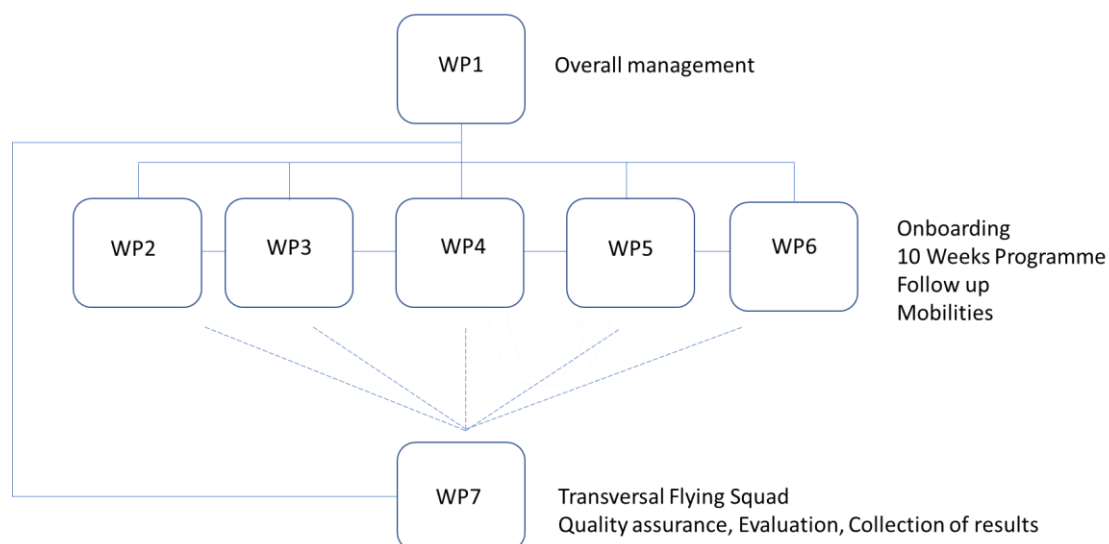 WP1
Overall management
WP2
WP3
WP4
WP5
WP6
Onboarding
10 Weeks Programme
Follow up
Mobilities
WP7
Transversal Flying Squad
Quality assurance, Evaluation, Collection of results